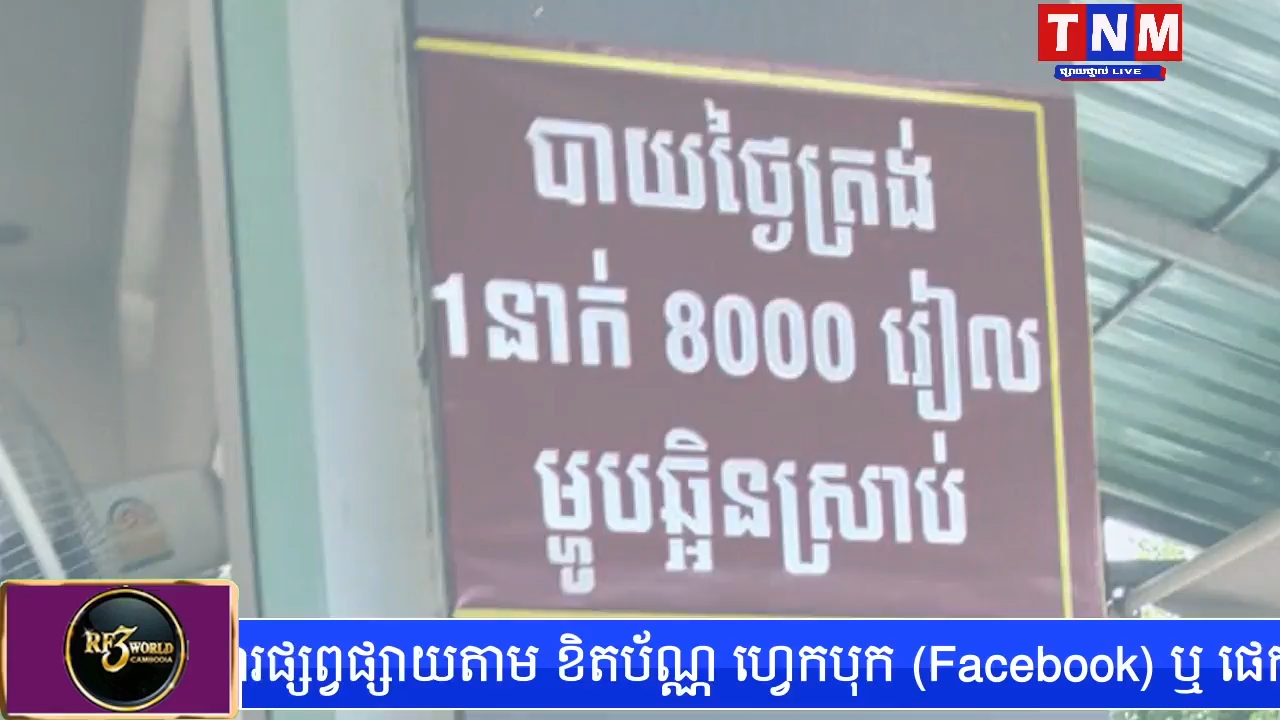 TNM
ផ្សាយផ្ទាល់ LIVE
បាយថ្ងៃត្រង់
1នាក់ 8000 រៀល
ម្ហូបឆ្អិនស្រាប់
RF3 WORLD
CAMBODIA
ផ្សព្វផ្សាយតាម ខិតប័ណ្ណ ហ្វេកបុក (Facebook) ឬ ផេក